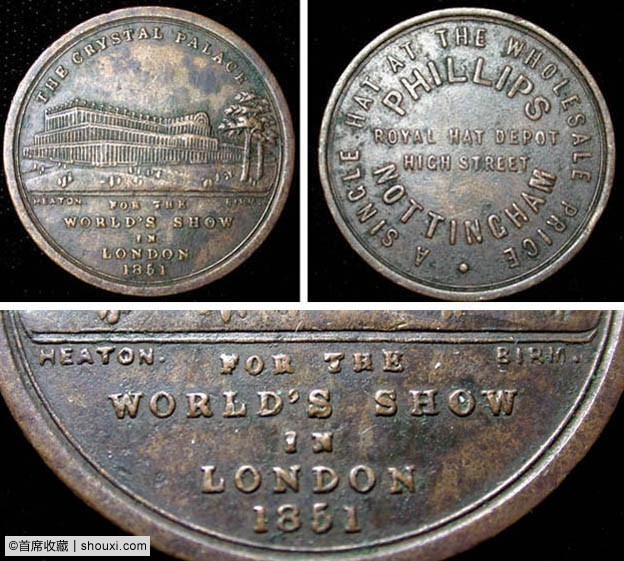 THE CRYSTAL PALACE
HEATON.
BIRM.
FOR THE
WORLD'S SHOW
IN
LONDON
1851
A SINGLE HAT AT THE WHOLESALE PRICE
PHILLIPS
ROYAL HAT DEPOT
HIGH STREET
NOTTINGHAM
HEATON.
FOR THE
BIRM.
WORLD'S SHOW
IN
LONDON
1851
©首席收藏 | shouxi.com